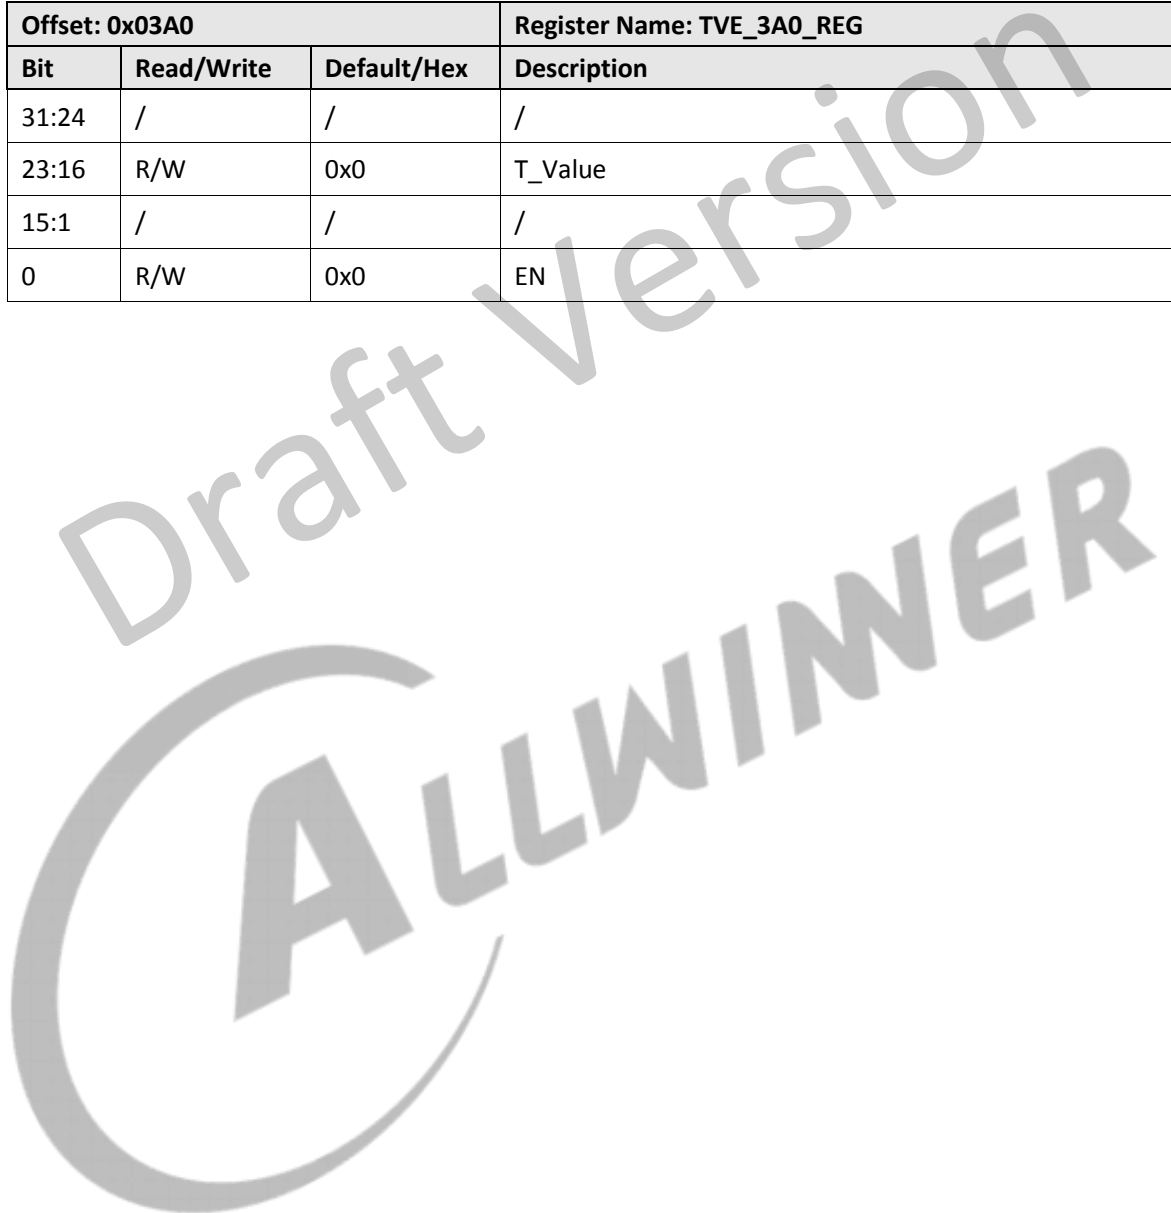 Offset: 0x03A0 Register Name: TVE_3A0_REG
Bit Read/Write Default/Hex Description
31:24 / / /
23:16 R/W 0x0 T_Value
15:1 / / /
0 R/W 0x0 EN
Draft Version
ALLWINNER